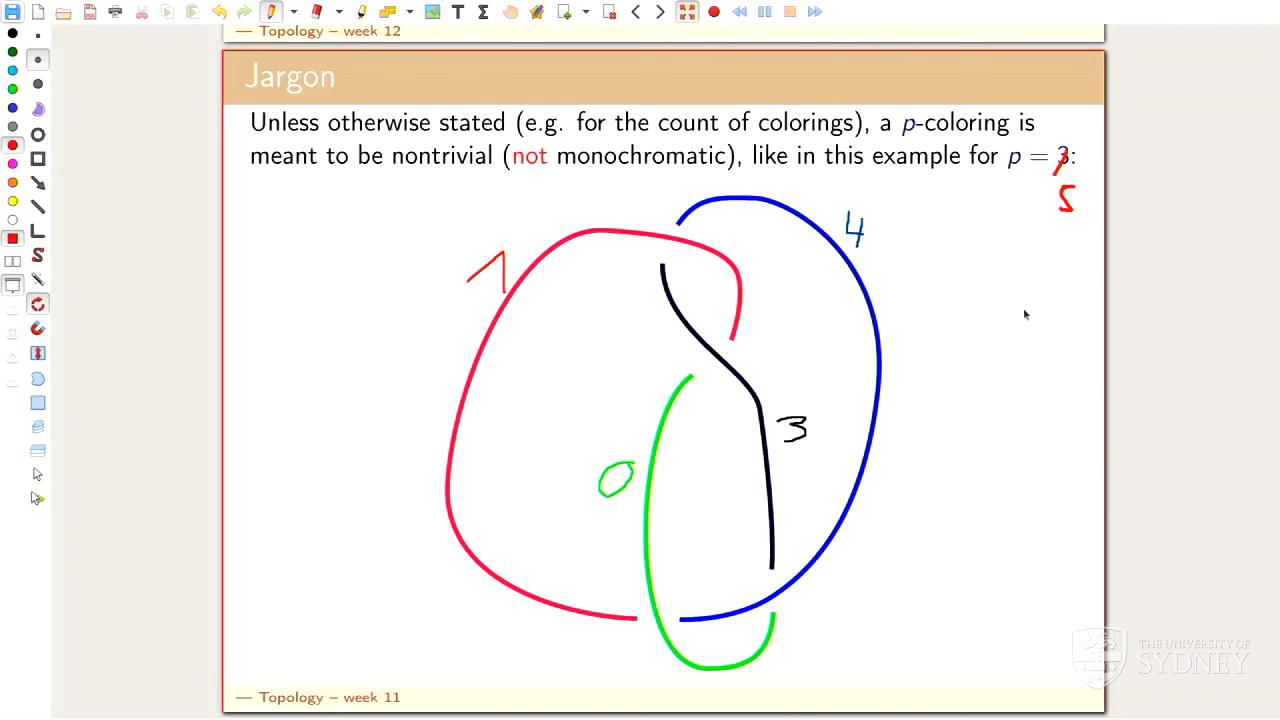 — Topology – week 12
Jargon
Unless otherwise stated (e.g. for the count of colorings), a p-coloring is
meant to be nontrivial (not monochromatic), like in this example for p = 3:
5
4
1
3
0
THE UNIVERSITY OF
SYDNEY
— Topology – week 11